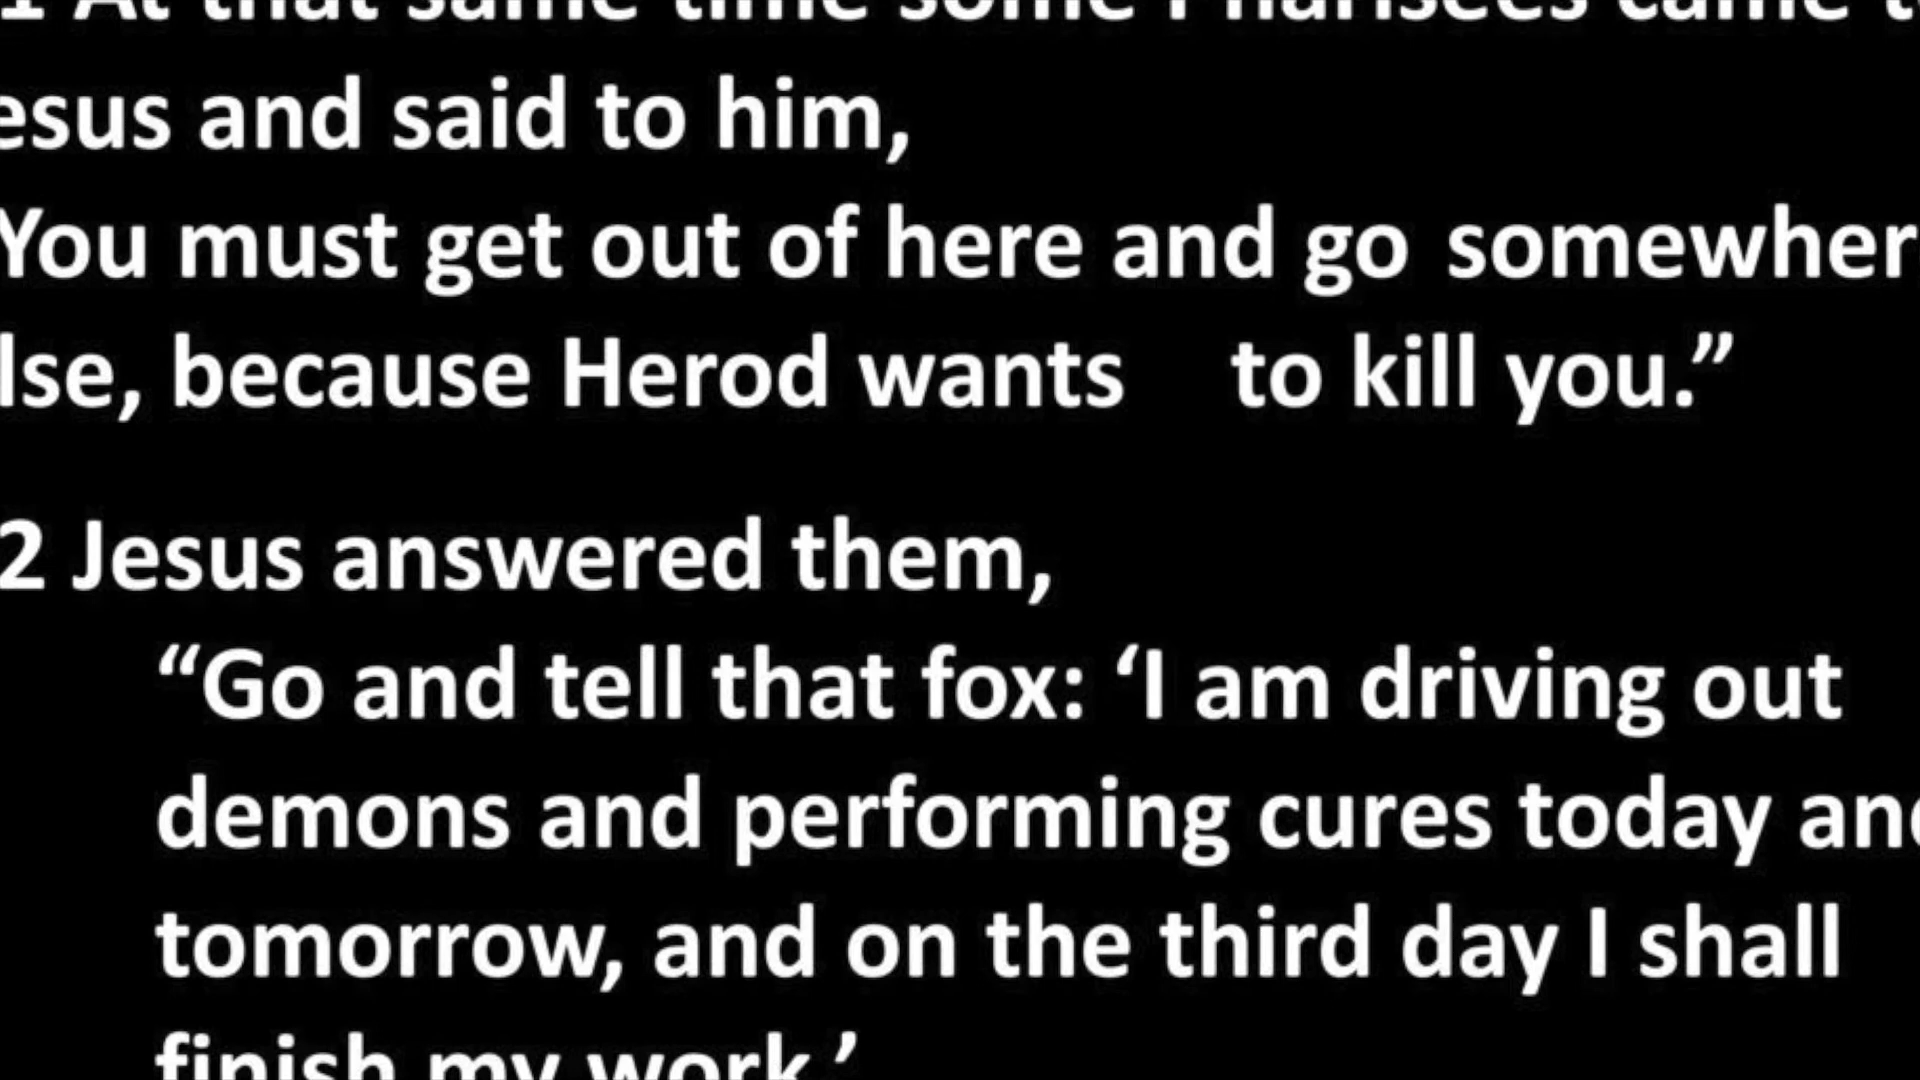 1 At that same time some Pharisees came t
esus and said to him,
You must get out of here and go somewher
lse, because Herod wants to kill you.”
2 Jesus answered them,
“Go and tell that fox: ‘I am driving out
demons and performing cures today and
tomorrow, and on the third day I shall
finish my work.’